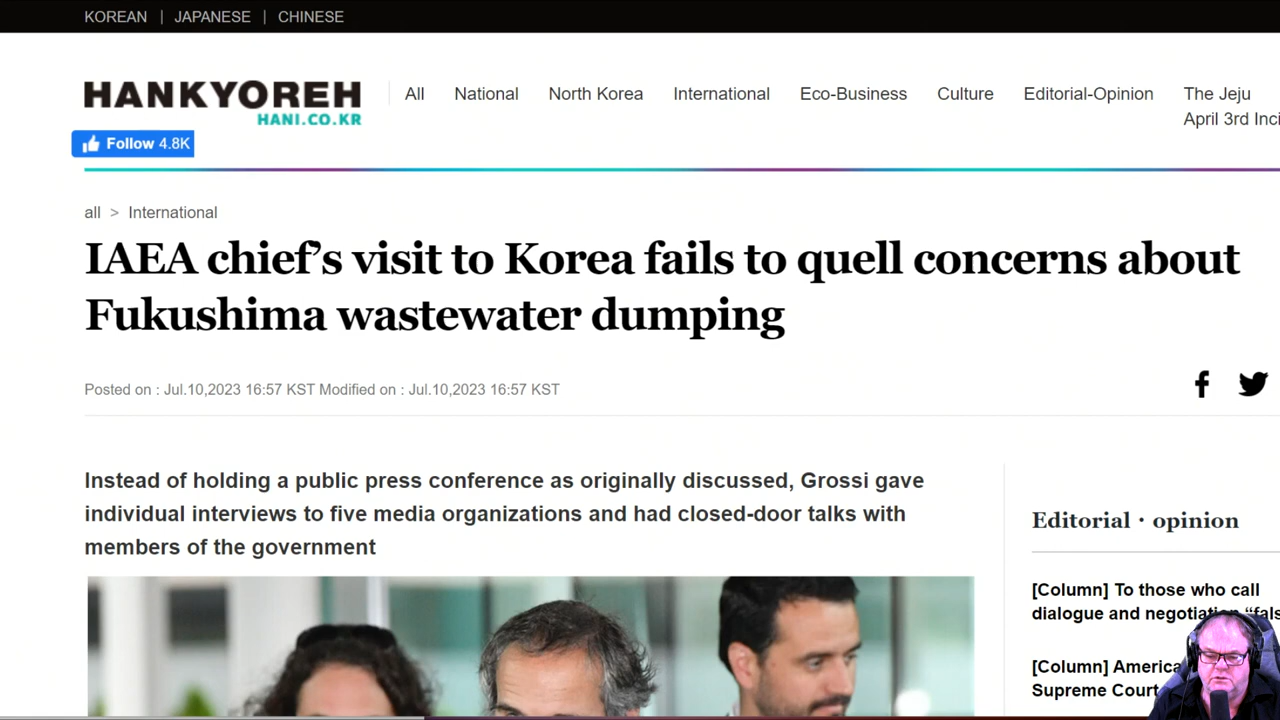 KOREAN | JAPANESE | CHINESE
HANKYOREH
HANI.CO.KR
All National North Korea International Eco-Business Culture Editorial-Opinion The Jeju
April 3rd Inci
Follow 4.8K
all > International
IAEA chief's visit to Korea fails to quell concerns about
Fukushima wastewater dumping
Posted on : Jul.10,2023 16:57 KST Modified on : Jul.10,2023 16:57 KST
Instead of holding a public press conference as originally discussed, Grossi gave
individual interviews to five media organizations and had closed-door talks with
members of the government
Editorial · opinion
[Column] To those who call
dialogue and negotiation “fals
[Column] America
Supreme Court